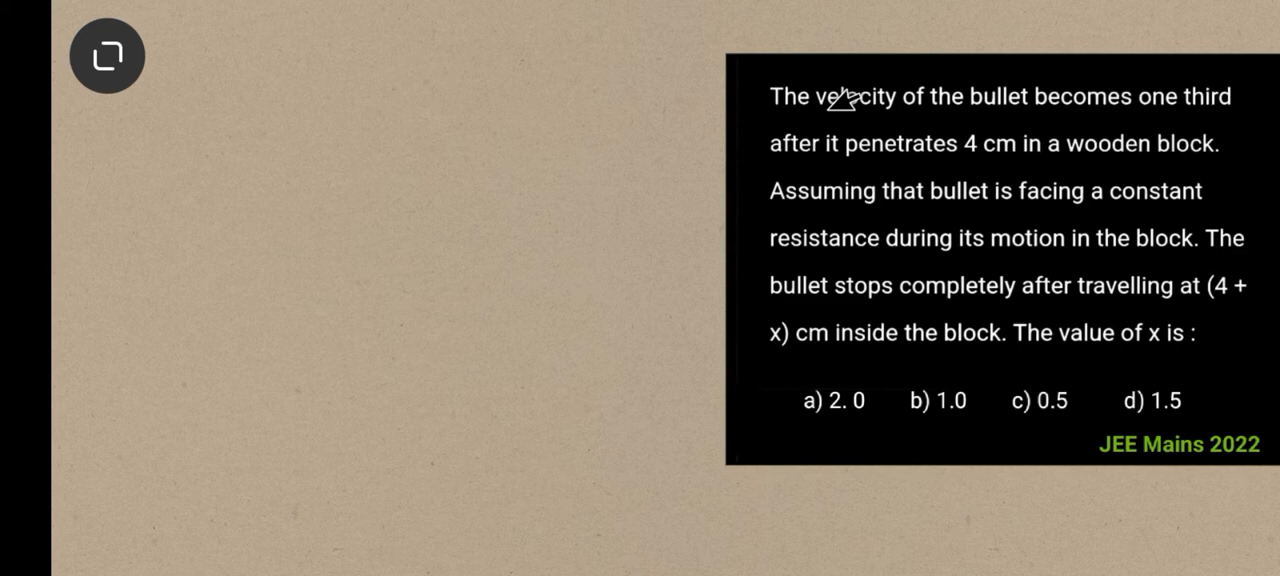 The velocity of the bullet becomes one third
after it penetrates 4 cm in a wooden block.
Assuming that bullet is facing a constant
resistance during its motion in the block. The
bullet stops completely after travelling at (4 +
x) cm inside the block. The value of x is :
a) 2. 0 b) 1.0 c) 0.5 d) 1.5
JEE Mains 2022